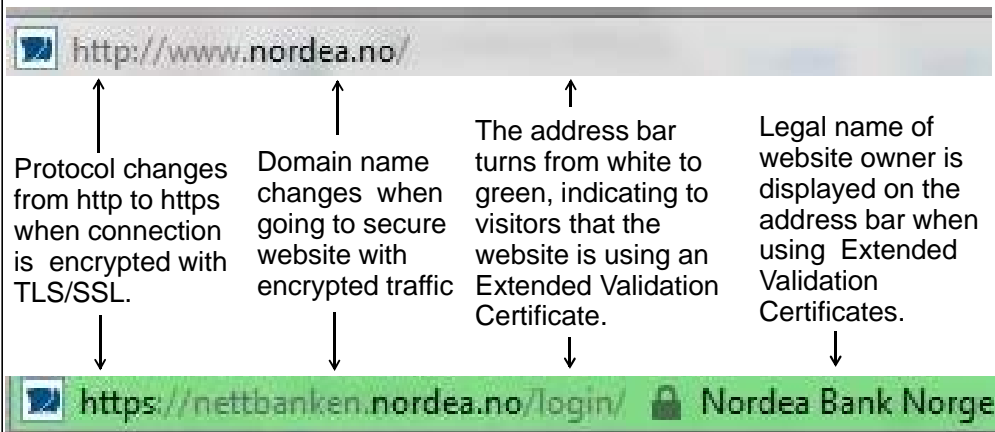 http://www.nordea.no/
Protocol changes
from http to https
when connection
is encrypted with
TLS/SSL.
Domain name
changes when
going to secure
website with
encrypted traffic
The address bar
turns from white to
green, indicating to
visitors that the
website is using an
Extended Validation
Certificate.
Legal name of
website owner is
displayed on the
address bar when
using Extended
Validation
Certificates.
https://nettbanken.nordea.no/login/ Nordea Bank Norge